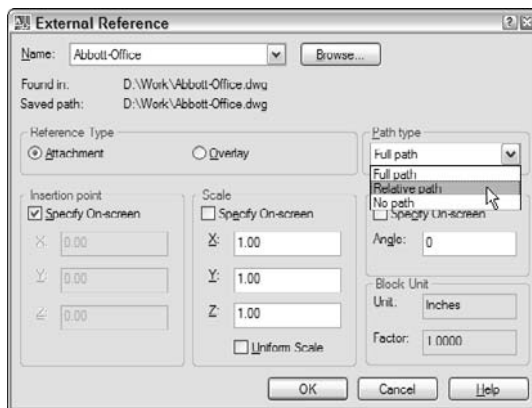 External Reference
Name: Abbott-Office Browse...
Found in: D:\Work\Abbott-Office.dwg
Saved path: D:\Work\Abbott-Office.dwg
Reference Type
Attachment Overlay
Path type
Full path
Full path
Relative path
No path
Insertion point
Specify On-screen
X: 0.00
Y: 0.00
Z: 0.00
Scale
Specify On-screen
X: 1.00
Y: 1.00
Z: 1.00
Uniform Scale
Specify On-screen
Angle: 0
Block Unit
Unit: Inches
Factor: 1.0000
OK Cancel Help